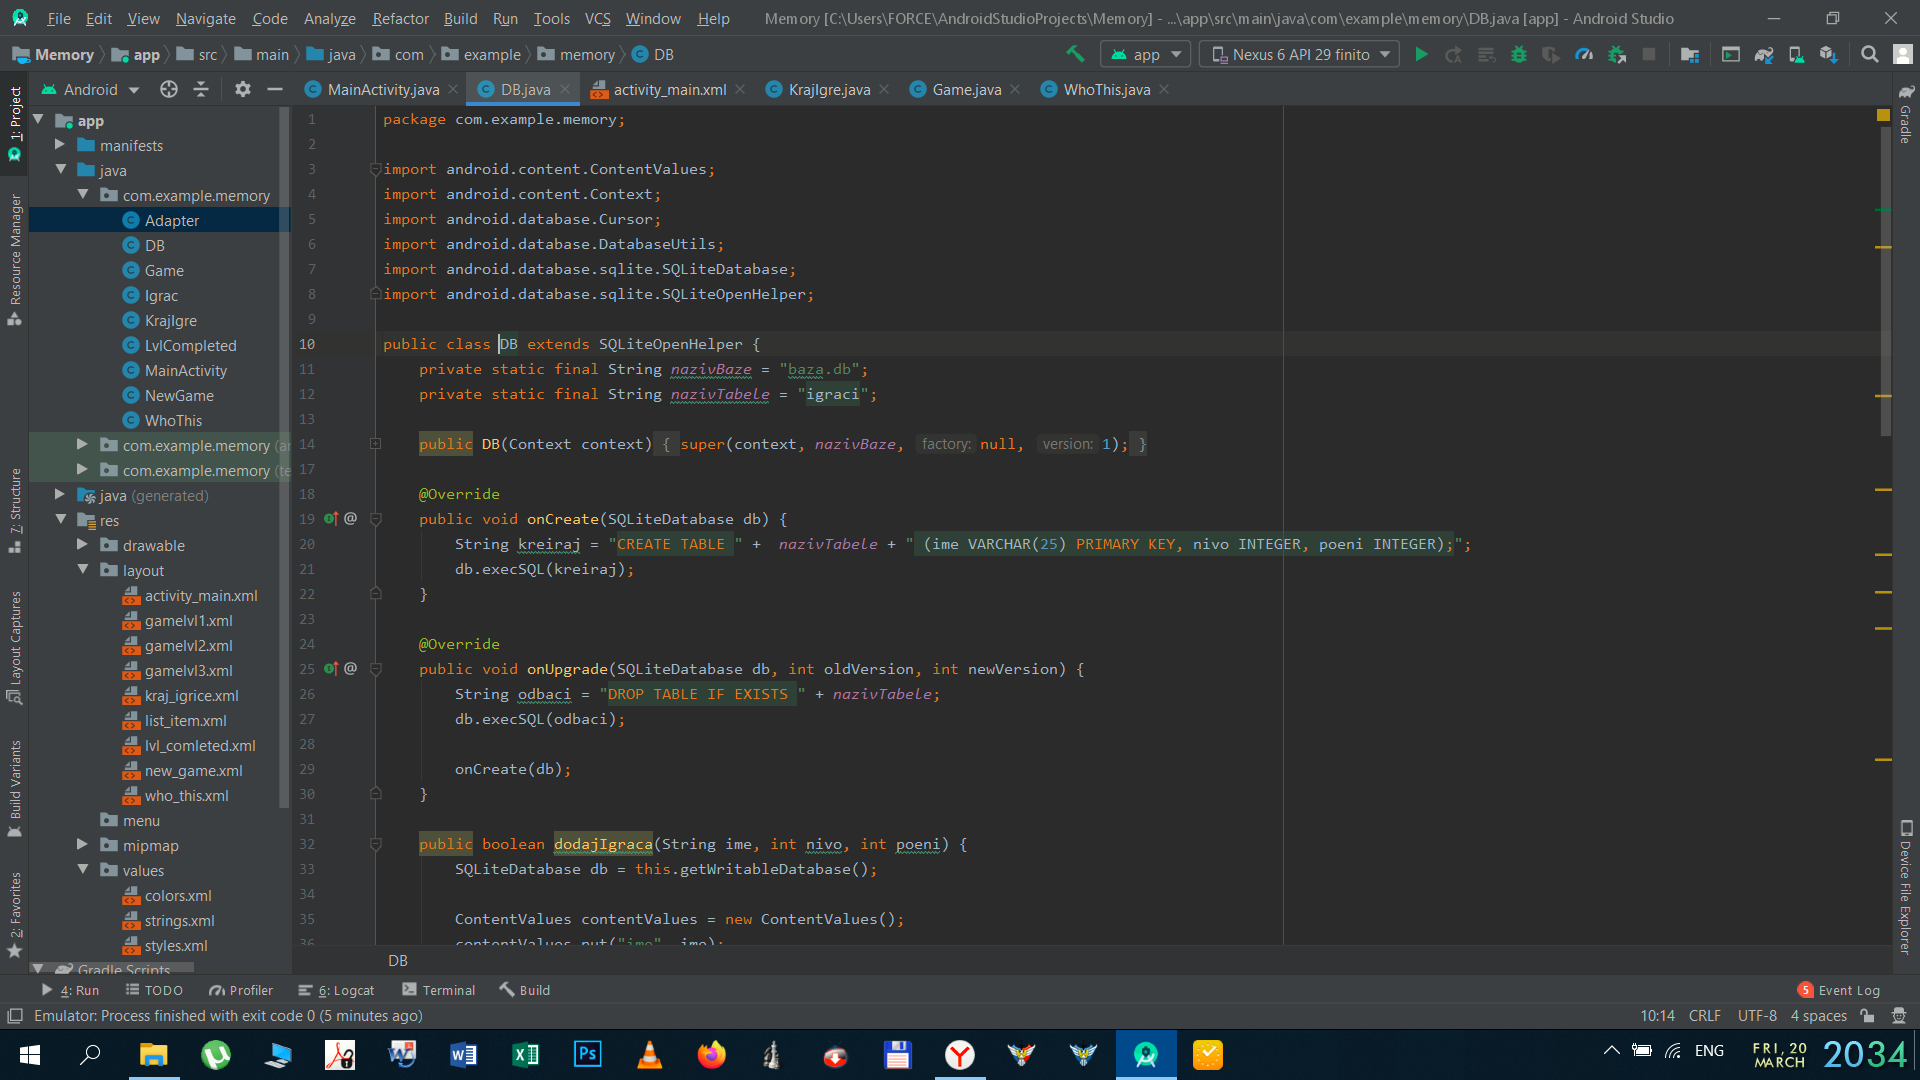 File Edit View Navigate Code Analyze Refactor Build Run Tools VCS Window Help Memory [C:\Users\FORCE\AndroidStudioProjects\Memory] - ...\app\src\main\java\com\example\memory\DB.java [app] - Android Studio
Memory app src main java com example memory DB app Nexus 6 API 29 finito
Android MainActivity.java DB.java activity_main.xml KrajIgre.java Game.java WhoThis.java
1: Project
Resource Manager
7: Structure
Layout Captures
Build Variants
2: Favorites
app
manifests
java
com.example.memory
Adapter
DB
Game
Igrac
KrajIgre
LvlCompleted
MainActivity
NewGame
WhoThis
com.example.memory (ar
com.example.memory (te
java (generated)
res
drawable
layout
activity_main.xml
gamelvl1.xml
gamelvl2.xml
gamelvl3.xml
kraj_igrice.xml
list_item.xml
lvl_comleted.xml
new_game.xml
who_this.xml
menu
mipmap
values
colors.xml
strings.xml
styles.xml
Gradle Scripts
1 package com.example.memory;
2
3 import android.content.ContentValues;
4 import android.content.Context;
5 import android.database.Cursor;
6 import android.database.DatabaseUtils;
7 import android.database.sqlite.SQLiteDatabase;
8 import android.database.sqlite.SQLiteOpenHelper;
9
10 public class DB extends SQLiteOpenHelper {
11 private static final String nazivBaze = "baza.db";
12 private static final String nazivTabele = "igraci";
13
14 public DB(Context context) { super(context, nazivBaze, factory: null, version: 1); }
17
18 @Override
19 @ public void onCreate(SQLiteDatabase db) {
20 String kreiraj = "CREATE TABLE " + nazivTabele + " (ime VARCHAR(25) PRIMARY KEY, nivo INTEGER, poeni INTEGER);";
21 db.execSQL(kreiraj);
22 }
23
24 @Override
25 @ public void onUpgrade(SQLiteDatabase db, int oldVersion, int newVersion) {
26 String odbaci = "DROP TABLE IF EXISTS " + nazivTabele;
27 db.execSQL(odbaci);
28
29 onCreate(db);
30 }
31
32 public boolean dodajIgraca(String ime, int nivo, int poeni) {
33 SQLiteDatabase db = this.getWritableDatabase();
34
35 ContentValues contentValues = new ContentValues();
36 contentValues.put("ime", ime);
DB
Gradle
Device File Explorer
4: Run TODO Profiler 6: Logcat Terminal Build 5 Event Log
Emulator: Process finished with exit code 0 (5 minutes ago) 10:14 CRLF UTF-8 4 spaces
ENG FRI, 20 MARCH 2034